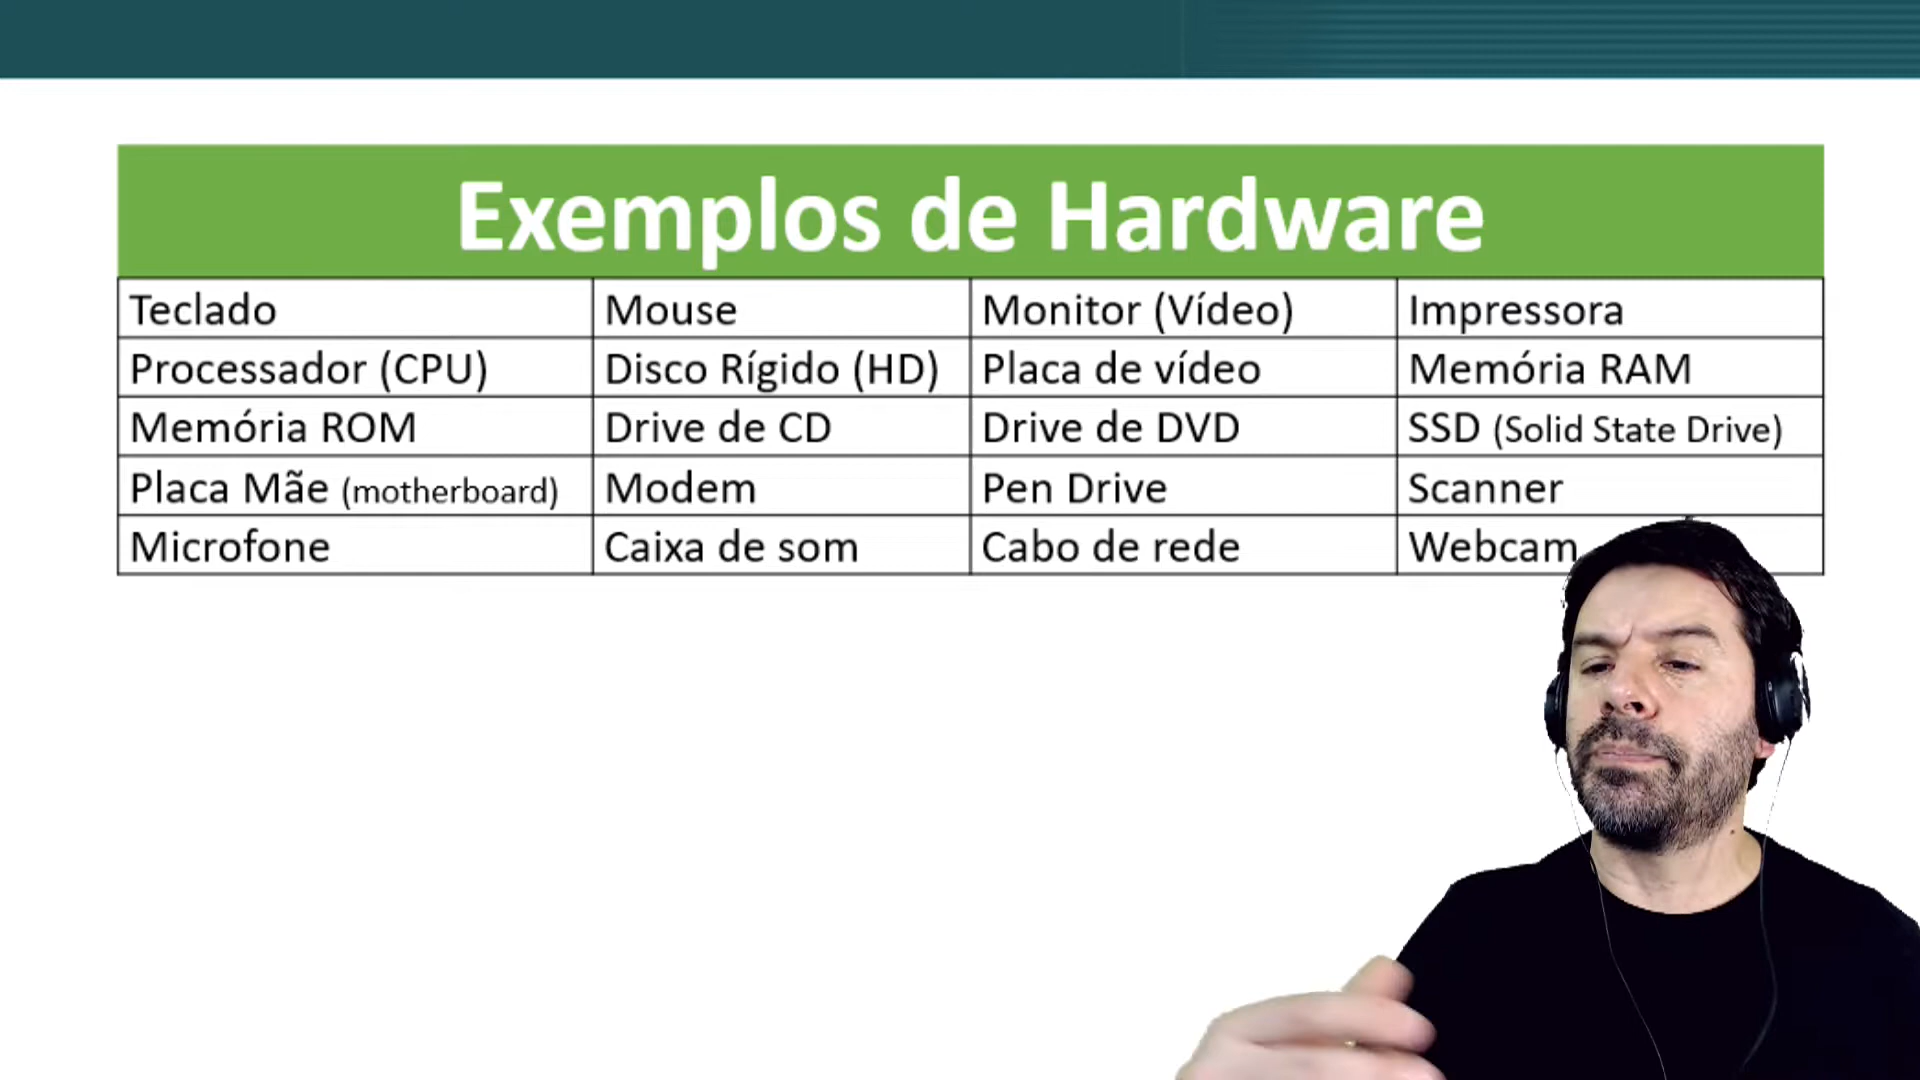 Exemplos de Hardware
Teclado Mouse Monitor (Vídeo) Impressora
Processador (CPU) Disco Rígido (HD) Placa de vídeo Memória RAM
Memória ROM Drive de CD Drive de DVD SSD (Solid State Drive)
Placa Mãe (motherboard) Modem Pen Drive Scanner
Microfone Caixa de som Cabo de rede Webcam